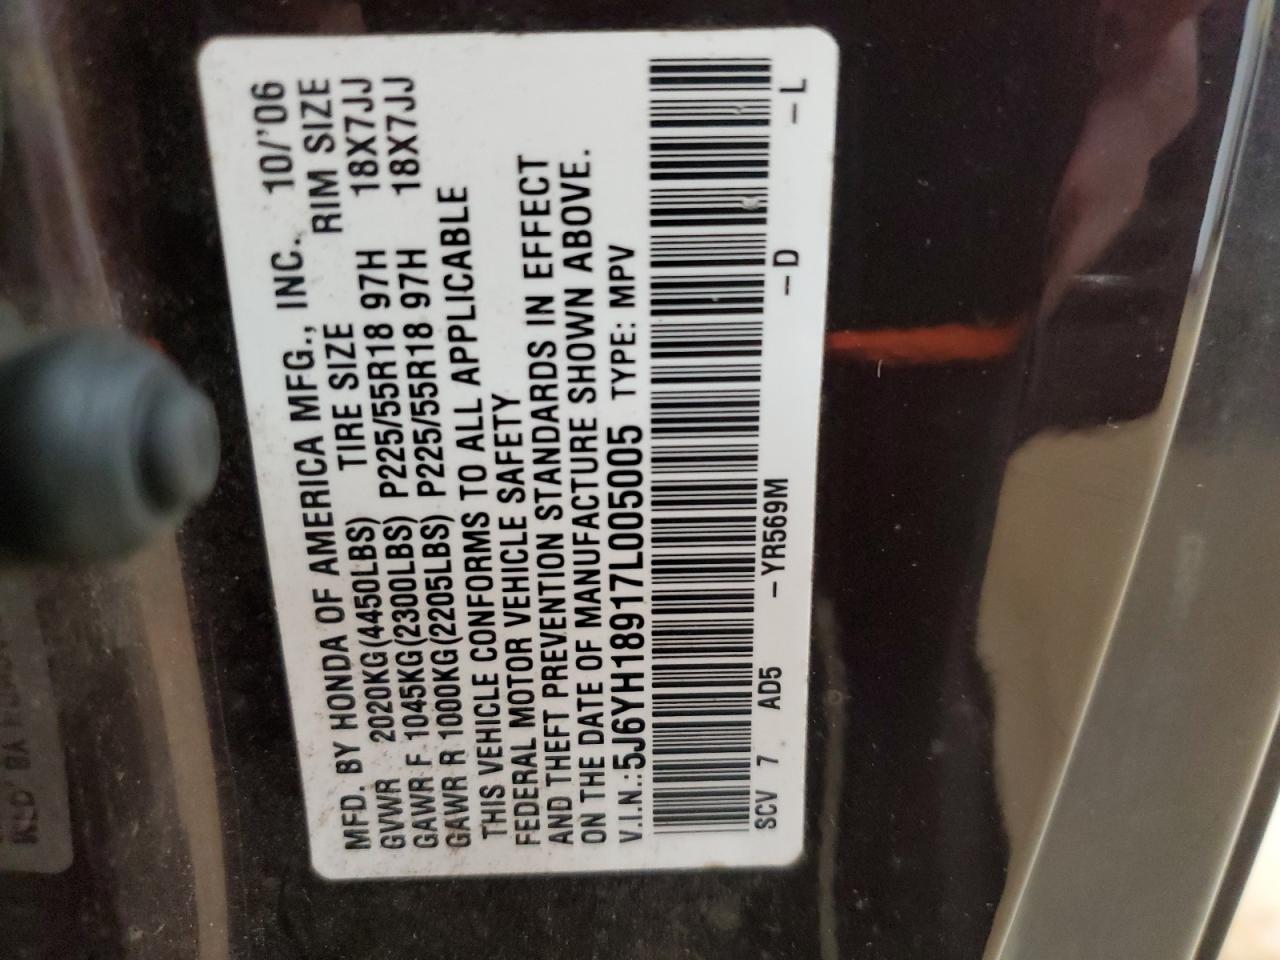 MFD. BY HONDA OF AMERICA MFG., INC. 10/'06
TIRE SIZE RIM SIZE
GVWR 2020KG(4450LBS)
GAWR F 1045KG(2300LBS) P225/55R18 97H 18X7JJ
GAWR R 1000KG(2205LBS) P225/55R18 97H 18X7JJ
THIS VEHICLE CONFORMS TO ALL APPLICABLE
FEDERAL MOTOR VEHICLE SAFETY
AND THEFT PREVENTION STANDARDS IN EFFECT
ON THE DATE OF MANUFACTURE SHOWN ABOVE.
V.I.N.:5J6YH18917L005005 TYPE: MPV
SCV 7 AD5 –YR569M –D –L